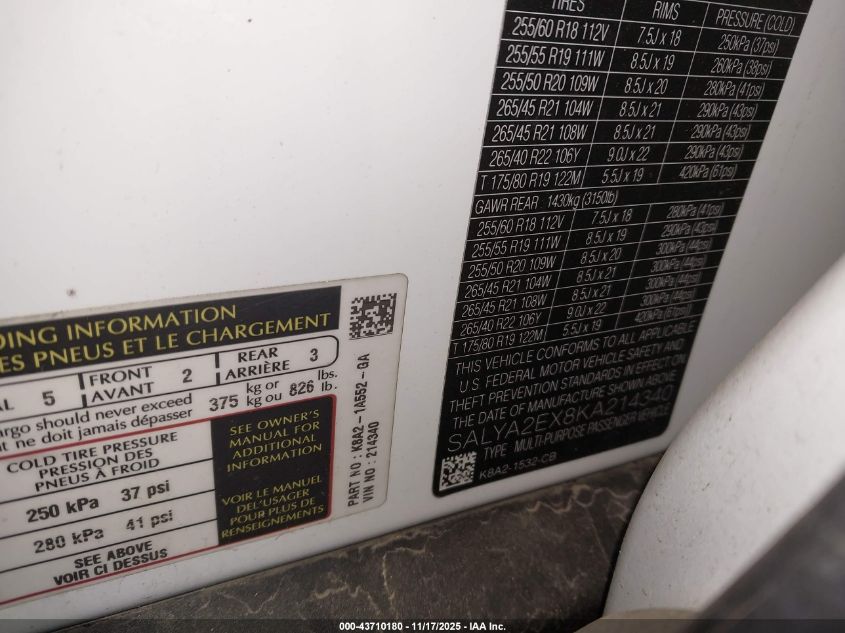 TIRES RIMS PRESSURE (COLD)
255/60 R18 112V 7.5J x 18 250kPa (37psi)
255/55 R19 111W 8.5J x 19 260kPa (38psi)
255/50 R20 109W 8.5J x 20 280kPa (41psi)
265/45 R21 104W 8.5J x 21 290kPa (43psi)
265/45 R21 108W 8.5J x 21 290kPa (43psi)
265/40 R22 106Y 9.0J x 22 290kPa (43psi)
T 175/80 R19 122M 5.5J x 19 420kPa (61psi)
GAWR REAR 1430kg (3150lb)
255/60 R18 112V 7.5J x 18 280kPa (41psi)
255/55 R19 111W 8.5J x 19 290kPa (43psi)
255/50 R20 109W 8.5J x 20 300kPa (44psi)
265/45 R21 104W 8.5J x 21 300kPa (44psi)
265/45 R21 108W 8.5J x 21 300kPa (44psi)
265/40 R22 106Y 9.0J x 22 300kPa (44psi)
T 175/80 R19 122M 5.5J x 19 420kPa (61psi)
THIS VEHICLE CONFORMS TO ALL APPLICABLE
U.S. FEDERAL MOTOR VEHICLE SAFETY AND
THEFT PREVENTION STANDARDS IN EFFECT ON
THE DATE OF MANUFACTURE SHOWN ABOVE
SALYA2EX8KA214340
TYPE MULTI-PURPOSE PASSENGER VEHICLE
K8A2-1532-CB
DING INFORMATION
ES PNEUS ET LE CHARGEMENT
AL 5 FRONT AVANT 2 REAR ARRIÈRE 3
argo should never exceed 375 kg or 826 lbs.
t ne doit jamais dépasser kg ou lb.
COLD TIRE PRESSURE
PRESSION DES
PNEUS À FROID
250 kPa 37 psi
280 kPa 41 psi
SEE ABOVE
VOIR CI DESSUS
SEE OWNER'S
MANUAL FOR
ADDITIONAL
INFORMATION
VOIR LE MANUEL
DEL'USAGER
POUR PLUS DE
RENSEIGNEMENTS
PART NO : K8A2-1A552-GA
VIN NO : 214340
000-43710180 — 11/17/2025 — IAA Inc.